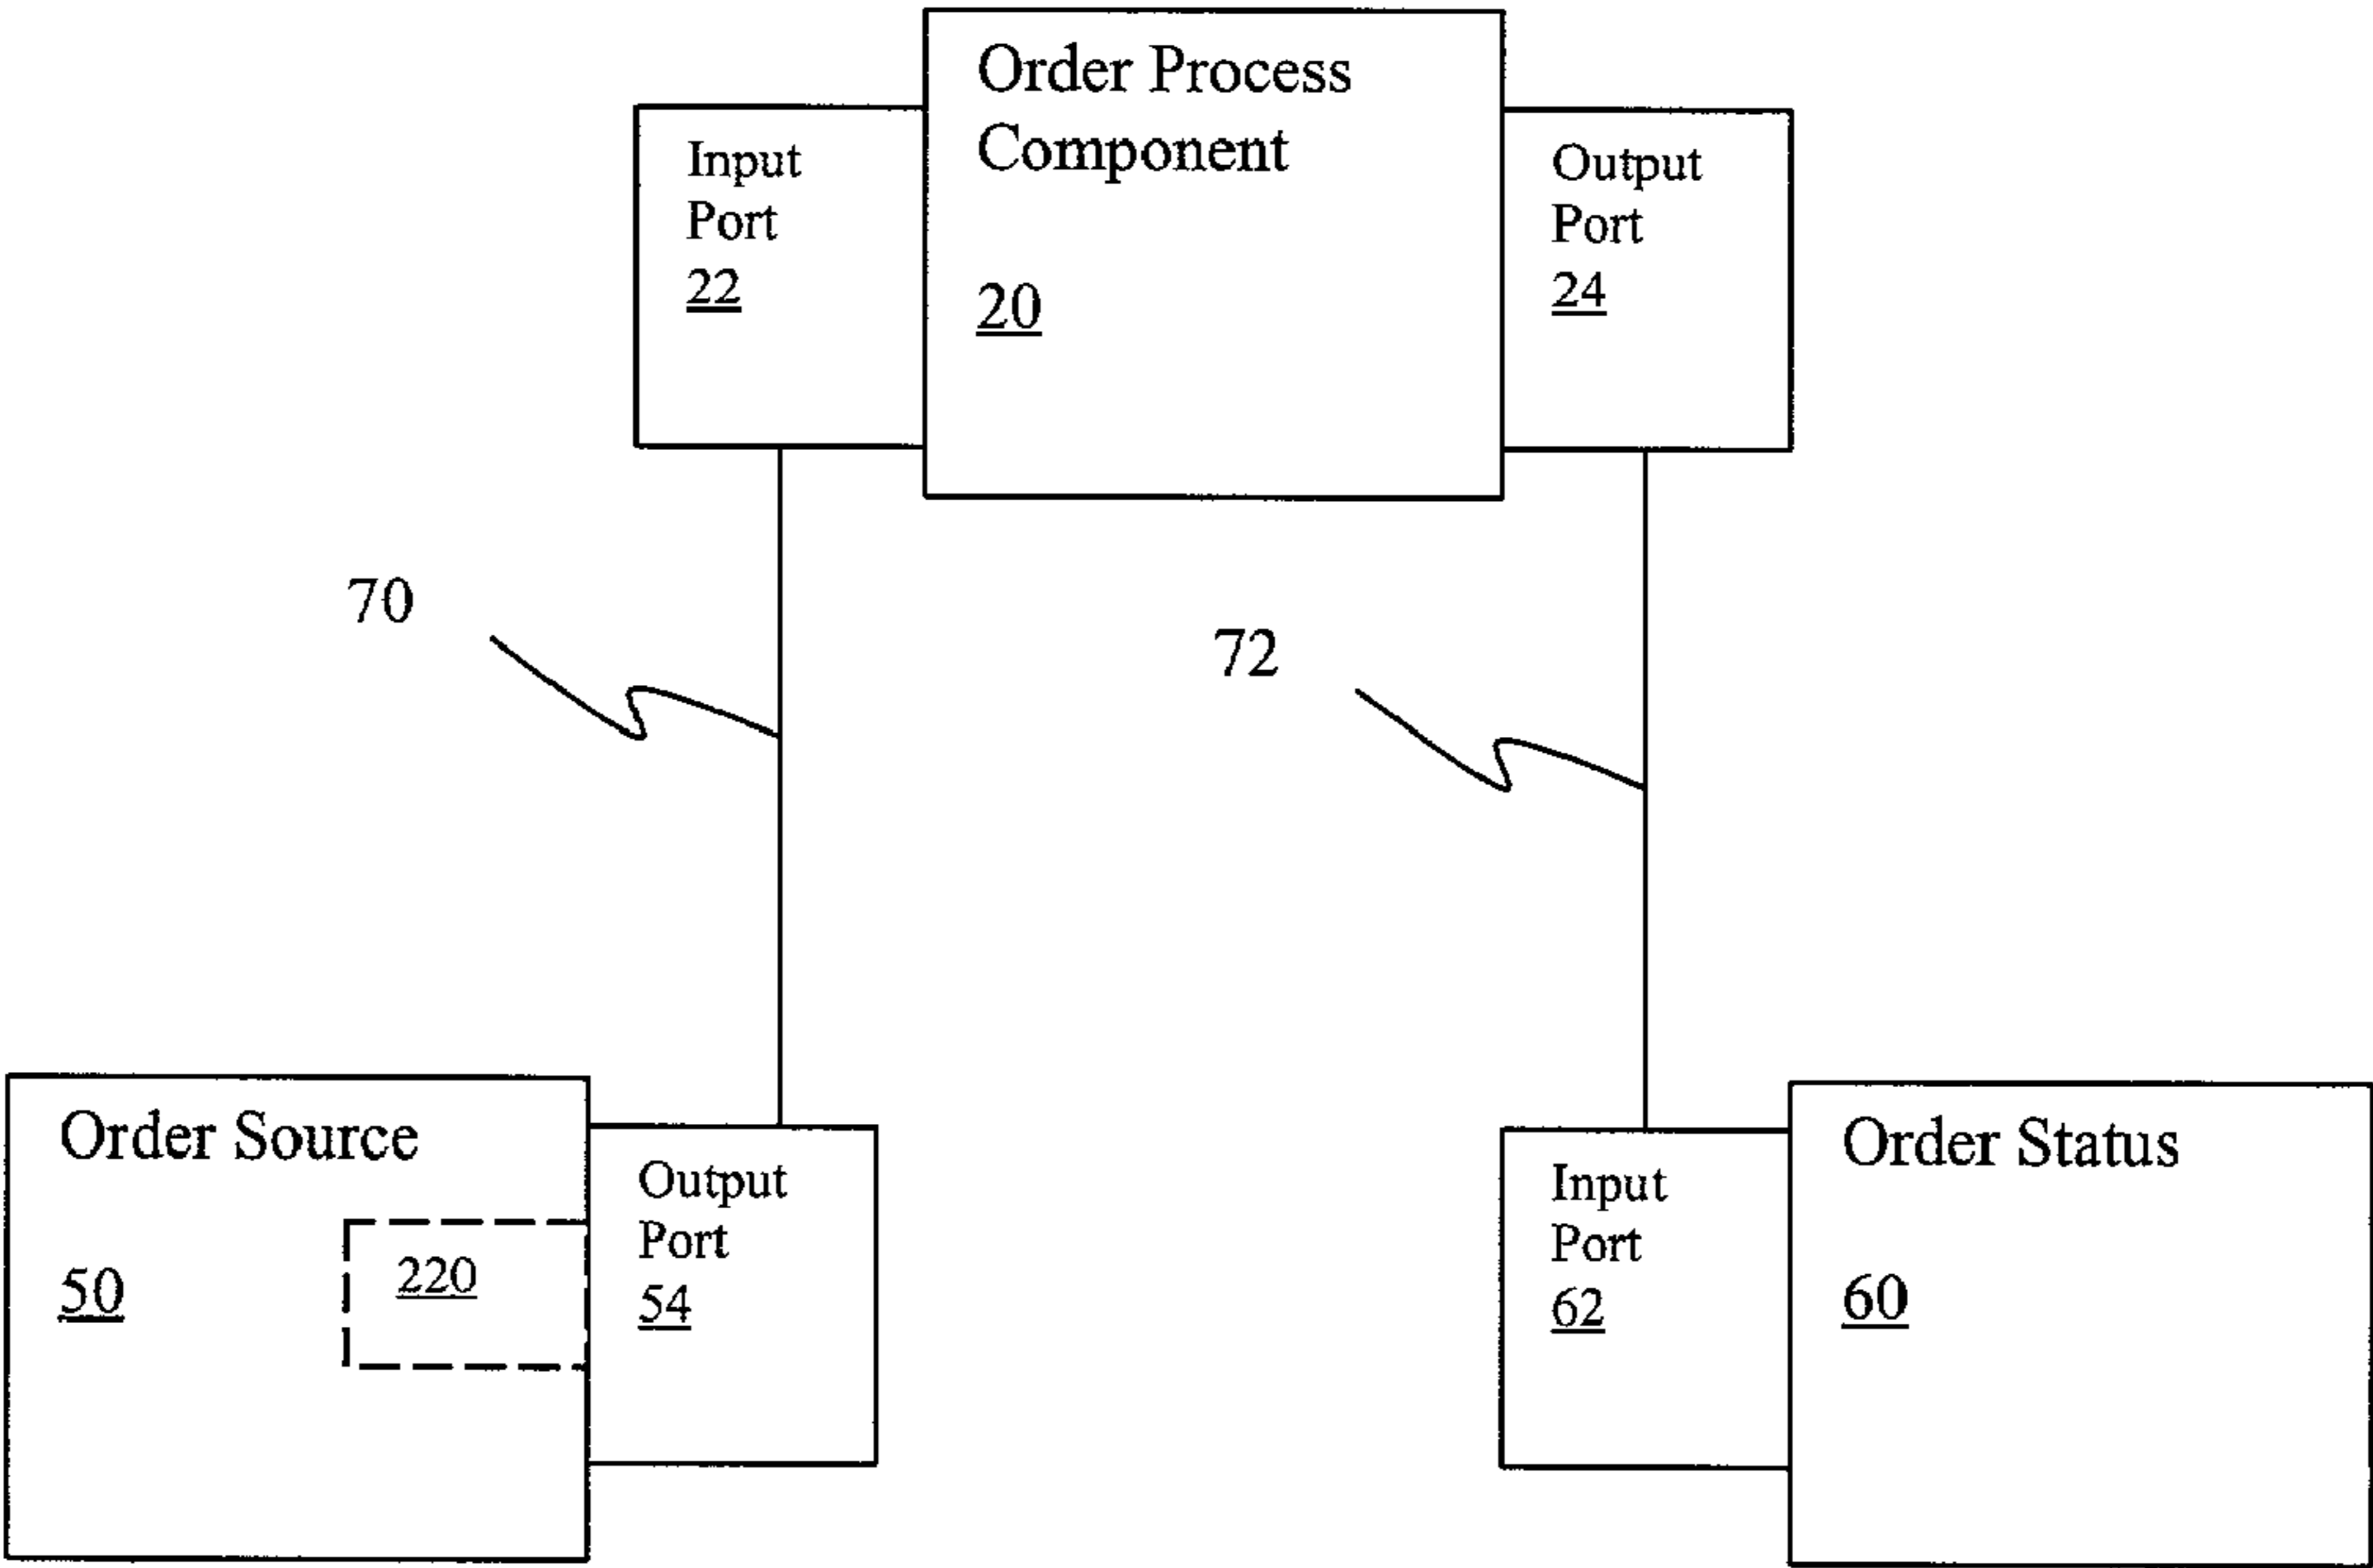 Order Process
Component
20
Input
Port
22
Output
Port
24
70
72
Order Source
50
220
Output
Port
54
Input
Port
62
Order Status
60